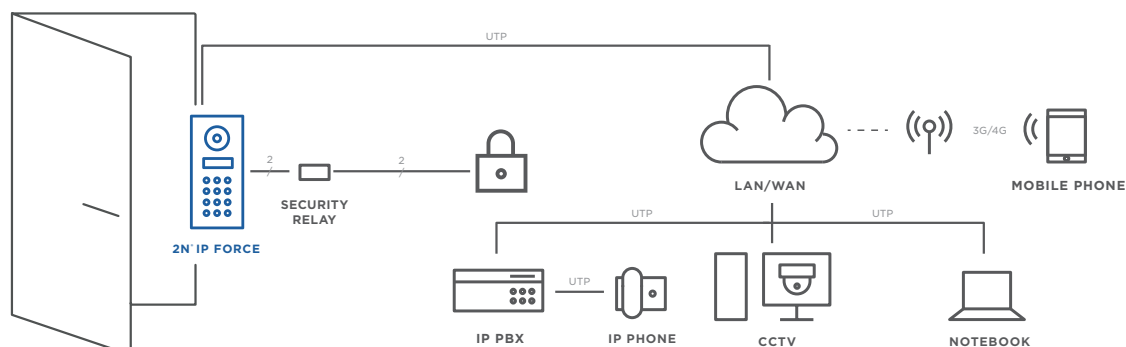 UTP
2
2
SECURITY
RELAY
2N® IP FORCE
LAN/WAN
3G/4G
MOBILE PHONE
UTP
UTP
UTP
IP PBX
IP PHONE
CCTV
NOTEBOOK